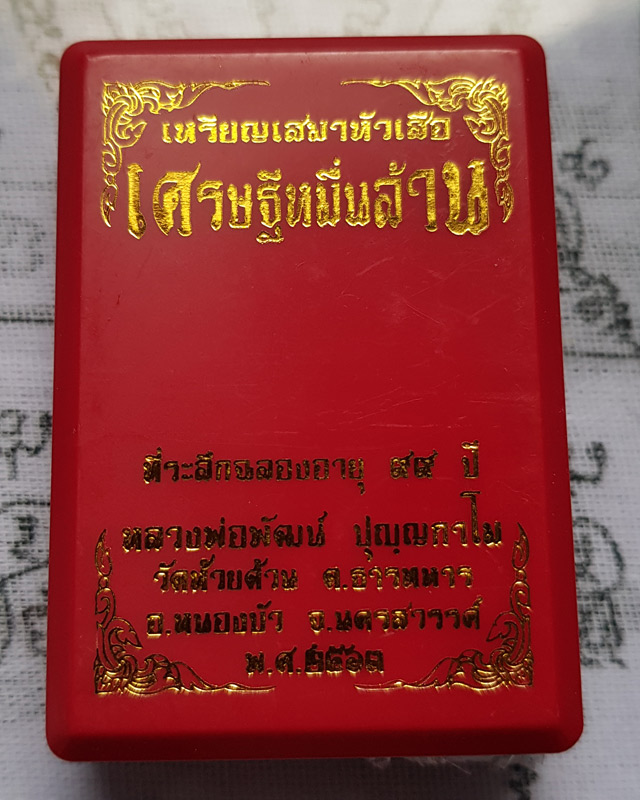 เหรียญเสมาหัวเสือ
เศรษฐีหมื่นล้าน
ที่ระลึกฉลองอายุ ๙๙ ปี
หลวงพ่อพัฒน์ ปุญฺญกาโม
วัดห้วยด้วน ต.ธารทหาร
อ.หนองบัว จ.นครสวรรค์
พ.ศ.๒๕๖๓